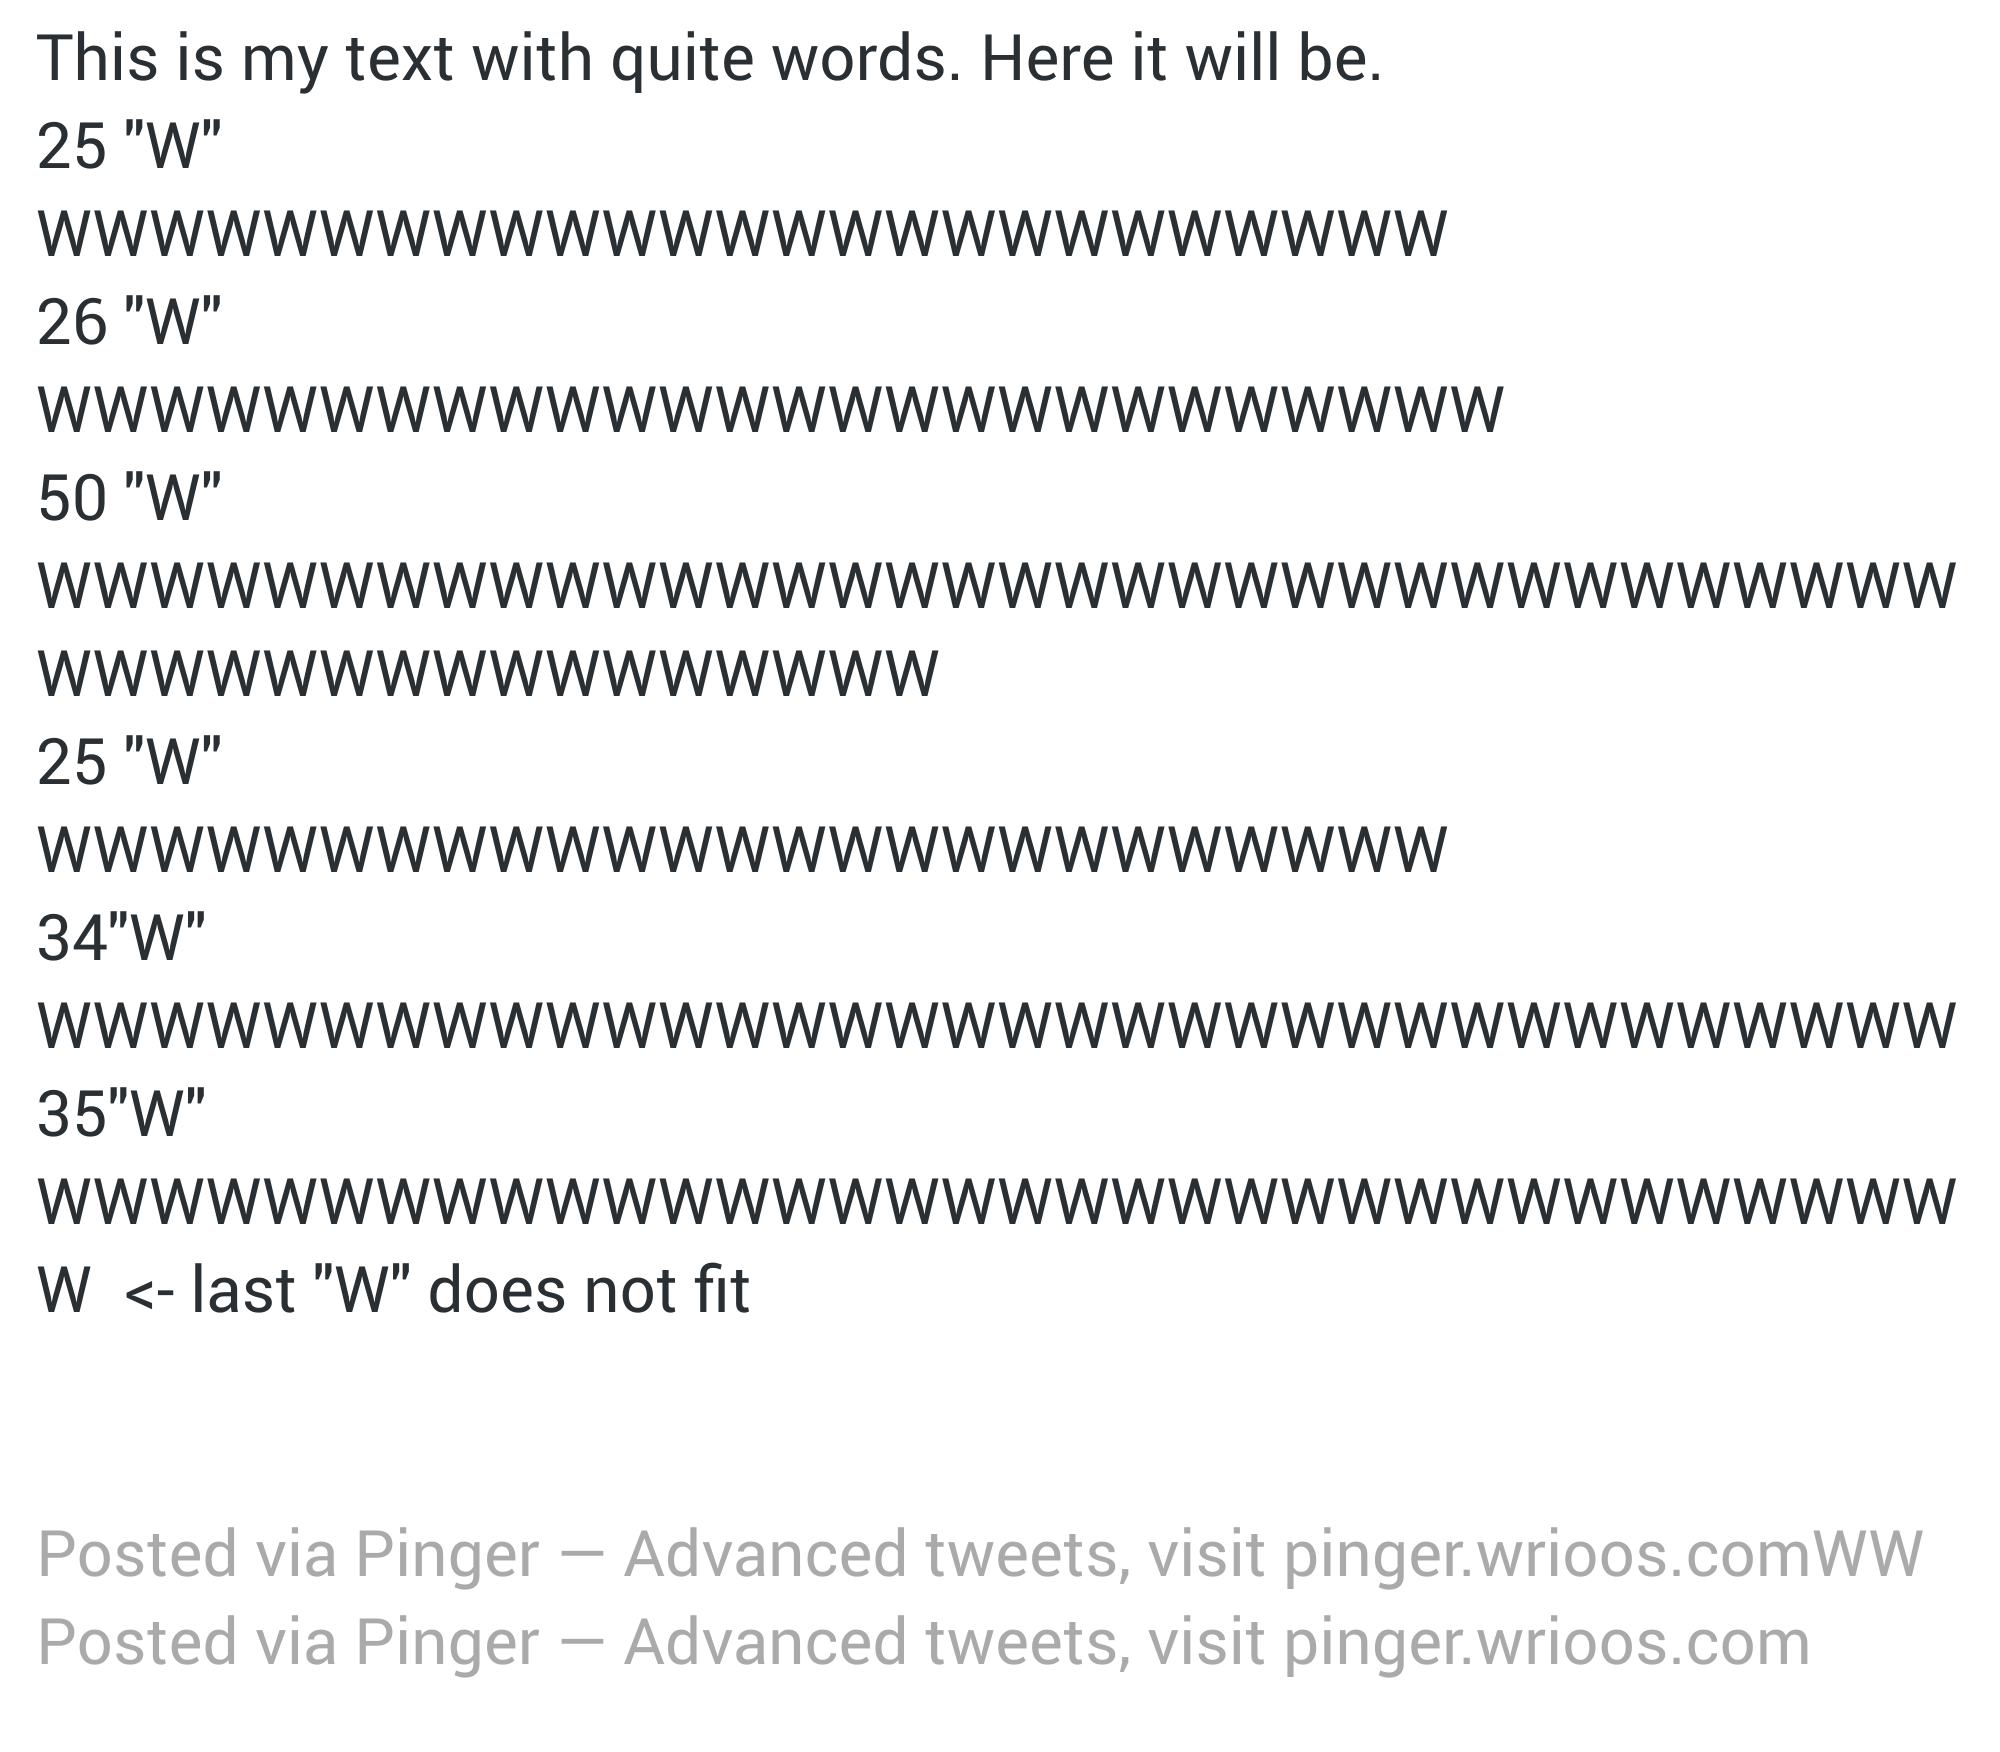 This is my text with quite words. Here it will be.
25 "W"
WWWWWWWWWWWWWWWWWWWWWWWWW
26 "W"
WWWWWWWWWWWWWWWWWWWWWWWWWW
50 "W"
WWWWWWWWWWWWWWWWWWWWWWWWWWWWWWWWWW
WWWWWWWWWWWWWWWW
25 "W"
WWWWWWWWWWWWWWWWWWWWWWWWW
34"W"
WWWWWWWWWWWWWWWWWWWWWWWWWWWWWWWWWW
35"W"
WWWWWWWWWWWWWWWWWWWWWWWWWWWWWWWWWW
W  <- last "W" does not fit
Posted via Pinger — Advanced tweets, visit pinger.wrioos.comWW
Posted via Pinger — Advanced tweets, visit pinger.wrioos.com